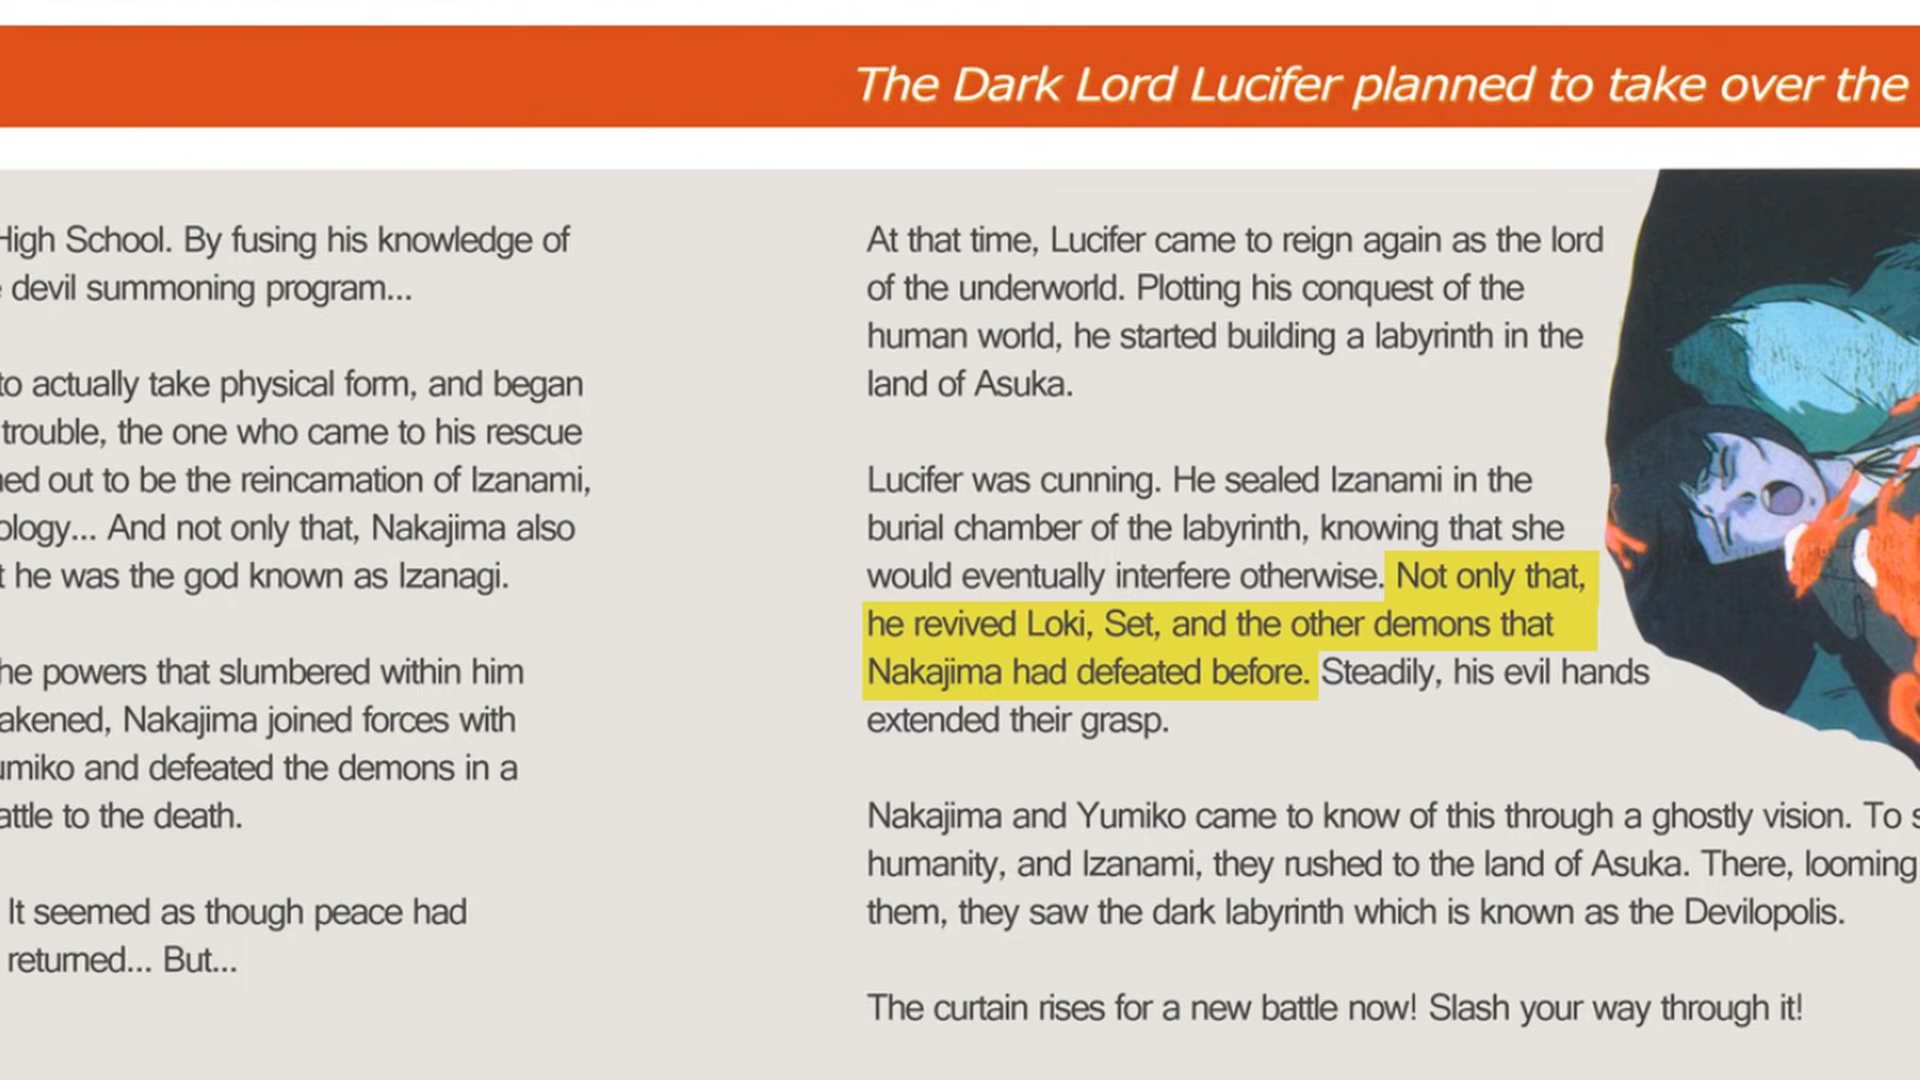 The Dark Lord Lucifer planned to take over the
High School. By fusing his knowledge of
devil summoning program...
to actually take physical form, and began
trouble, the one who came to his rescue
out to be the reincarnation of Izanami,
And not only that, Nakajima also
he was the god known as Izanagi.
he powers that slumbered within him
Nakajima joined forces with
and defeated the demons in a
to the death.
It seemed as though peace had
returned... But...
At that time, Lucifer came to reign again as the lord
of the underworld. Plotting his conquest of the
human world, he started building a labyrinth in the
land of Asuka.
Lucifer was cunning. He sealed Izanami in the
burial chamber of the labyrinth, knowing that she
would eventually interfere otherwise. Not only that,
he revived Loki, Set, and the other demons that
Nakajima had defeated before. Steadily, his evil hands
extended their grasp.
Nakajima and Yumiko came to know of this through a ghostly vision. To
humanity, and Izanami, they rushed to the land of Asuka. There, looming
them, they saw the dark labyrinth which is known as the Devilopolis.
The curtain rises for a new battle now! Slash your way through it!